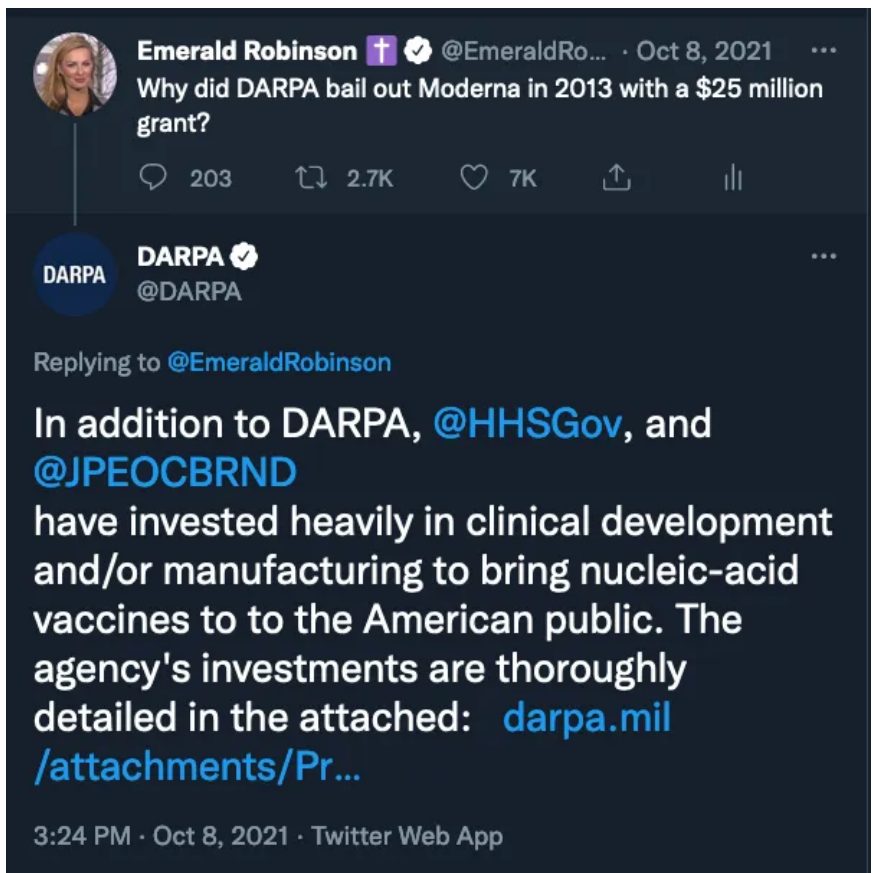 Emerald Robinson ✝️ @EmeraldRo... · Oct 8, 2021 ...
Why did DARPA bail out Moderna in 2013 with a $25 million
grant?
203 2.7K 7K
DARPA
DARPA
@DARPA
...
Replying to @EmeraldRobinson
In addition to DARPA, @HHSGov, and
@JPEOCBRND
have invested heavily in clinical development
and/or manufacturing to bring nucleic-acid
vaccines to to the American public. The
agency's investments are thoroughly
detailed in the attached: darpa.mil
/attachments/Pr...
3:24 PM · Oct 8, 2021 · Twitter Web App